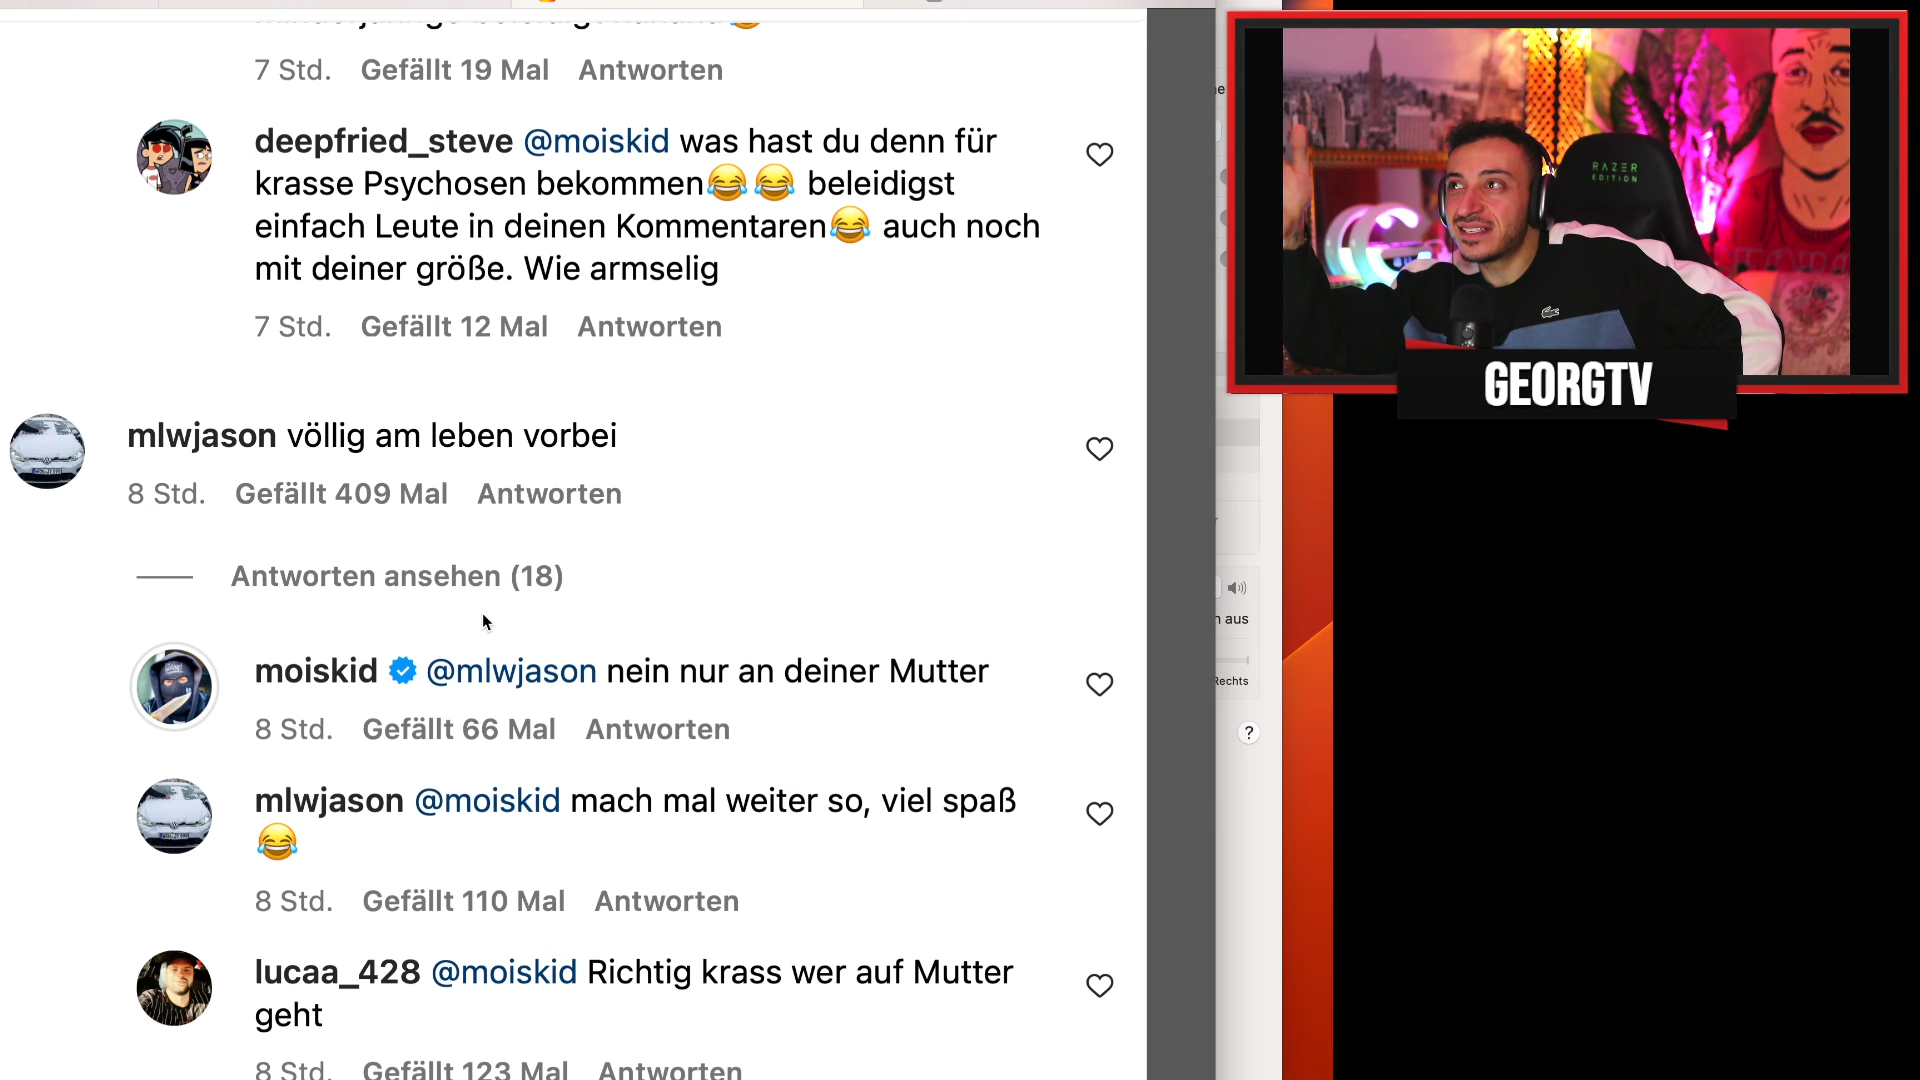 7 Std. Gefällt 19 Mal Antworten
deepfried_steve @moiskid was hast du denn für
krasse Psychosen bekommen😂😂 beleidigst
einfach Leute in deinen Kommentaren😂 auch noch
mit deiner größe. Wie armselig
7 Std. Gefällt 12 Mal Antworten
mlwjason völlig am leben vorbei
8 Std. Gefällt 409 Mal Antworten
Antworten ansehen (18)
moiskid @mlwjason nein nur an deiner Mutter
8 Std. Gefällt 66 Mal Antworten
mlwjason @moiskid mach mal weiter so, viel spaß
😂
8 Std. Gefällt 110 Mal Antworten
lucaa_428 @moiskid Richtig krass wer auf Mutter
geht
8 Std. Gefällt 123 Mal Antworten
RAZER
EDITION
GEORGTV
aus
Rechts
?